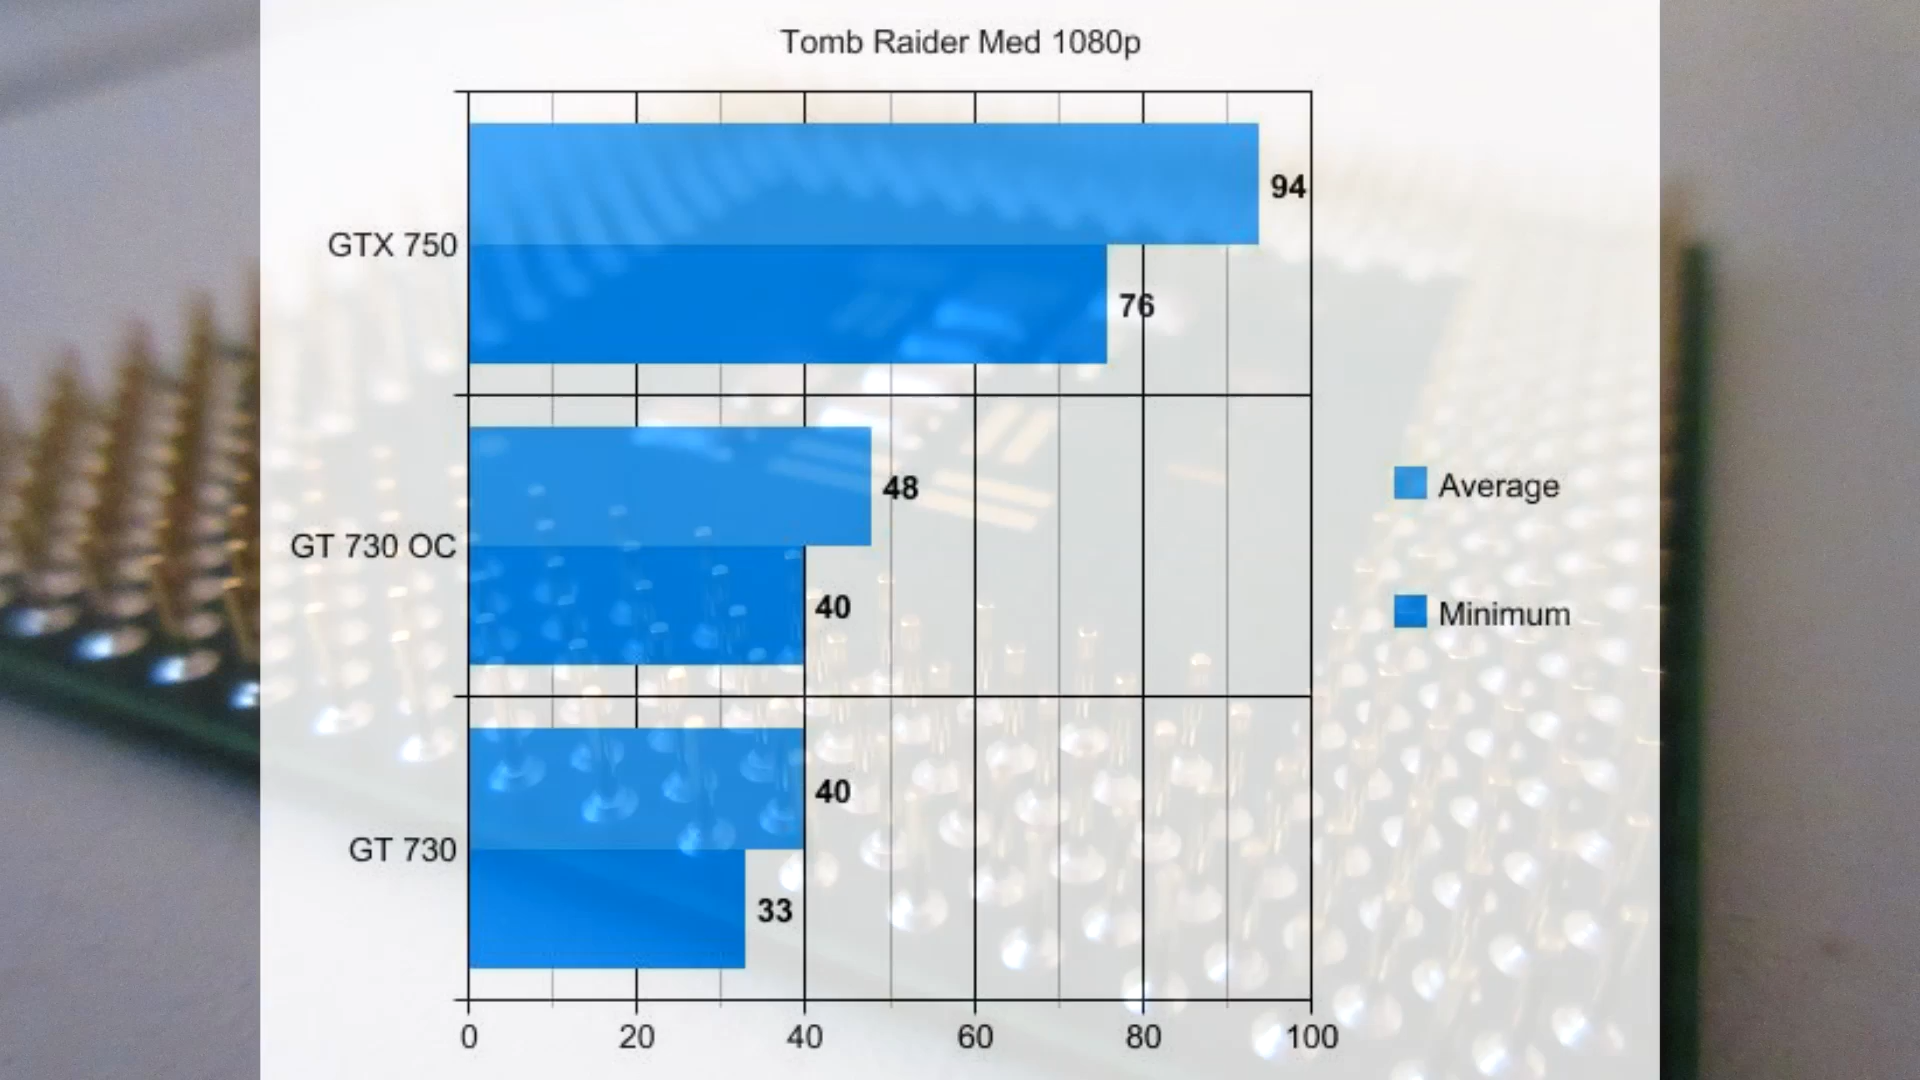 Tomb Raider Med 1080p
GTX 750
94
76
GT 730 OC
48
40
GT 730
40
33
Average
Minimum
0 20 40 60 80 100